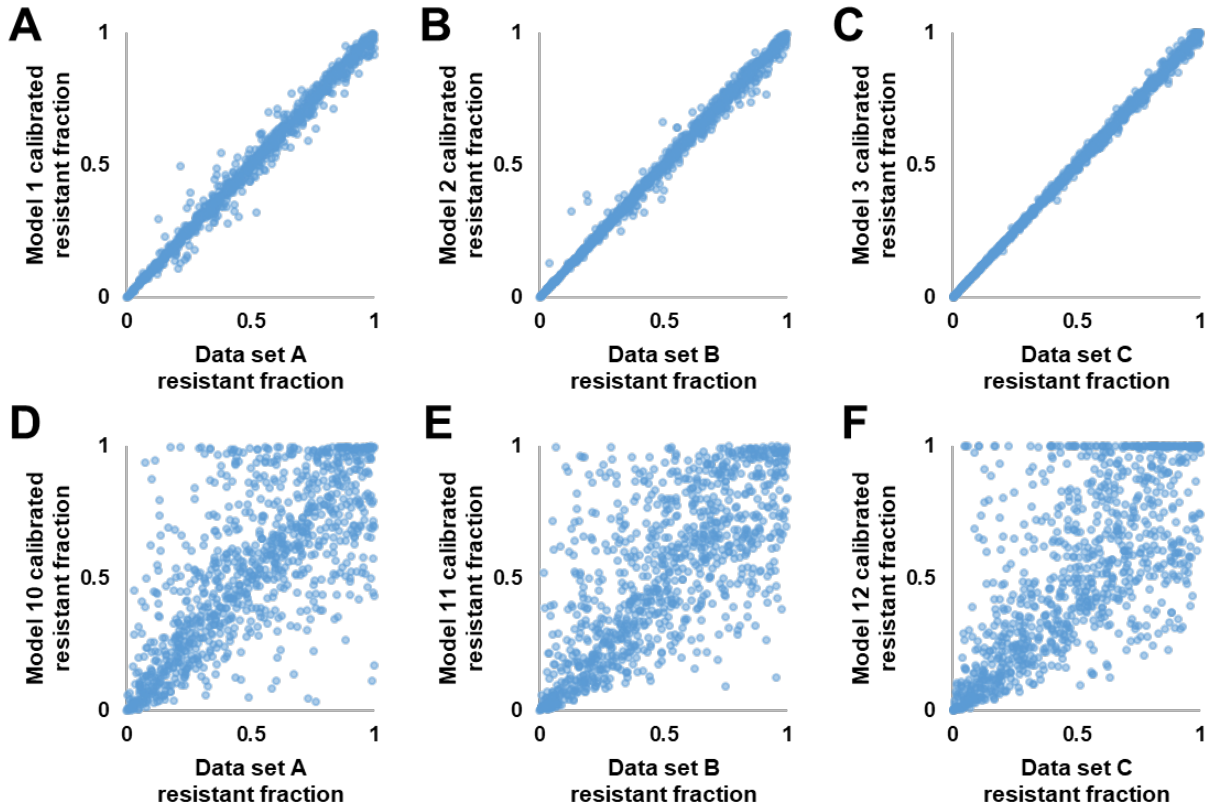 A
1
0.5
0
Model 1 calibrated
resistant fraction
0
0.5
1
Data set A
resistant fraction
B
1
0.5
0
Model 2 calibrated
resistant fraction
0
0.5
1
Data set B
resistant fraction
C
1
0.5
0
Model 3 calibrated
resistant fraction
0
0.5
1
Data set C
resistant fraction
D
1
0.5
0
Model 10 calibrated
resistant fraction
0
0.5
1
Data set A
resistant fraction
E
1
0.5
0
Model 11 calibrated
resistant fraction
0
0.5
1
Data set B
resistant fraction
F
1
0.5
0
Model 12 calibrated
resistant fraction
0
0.5
1
Data set C
resistant fraction